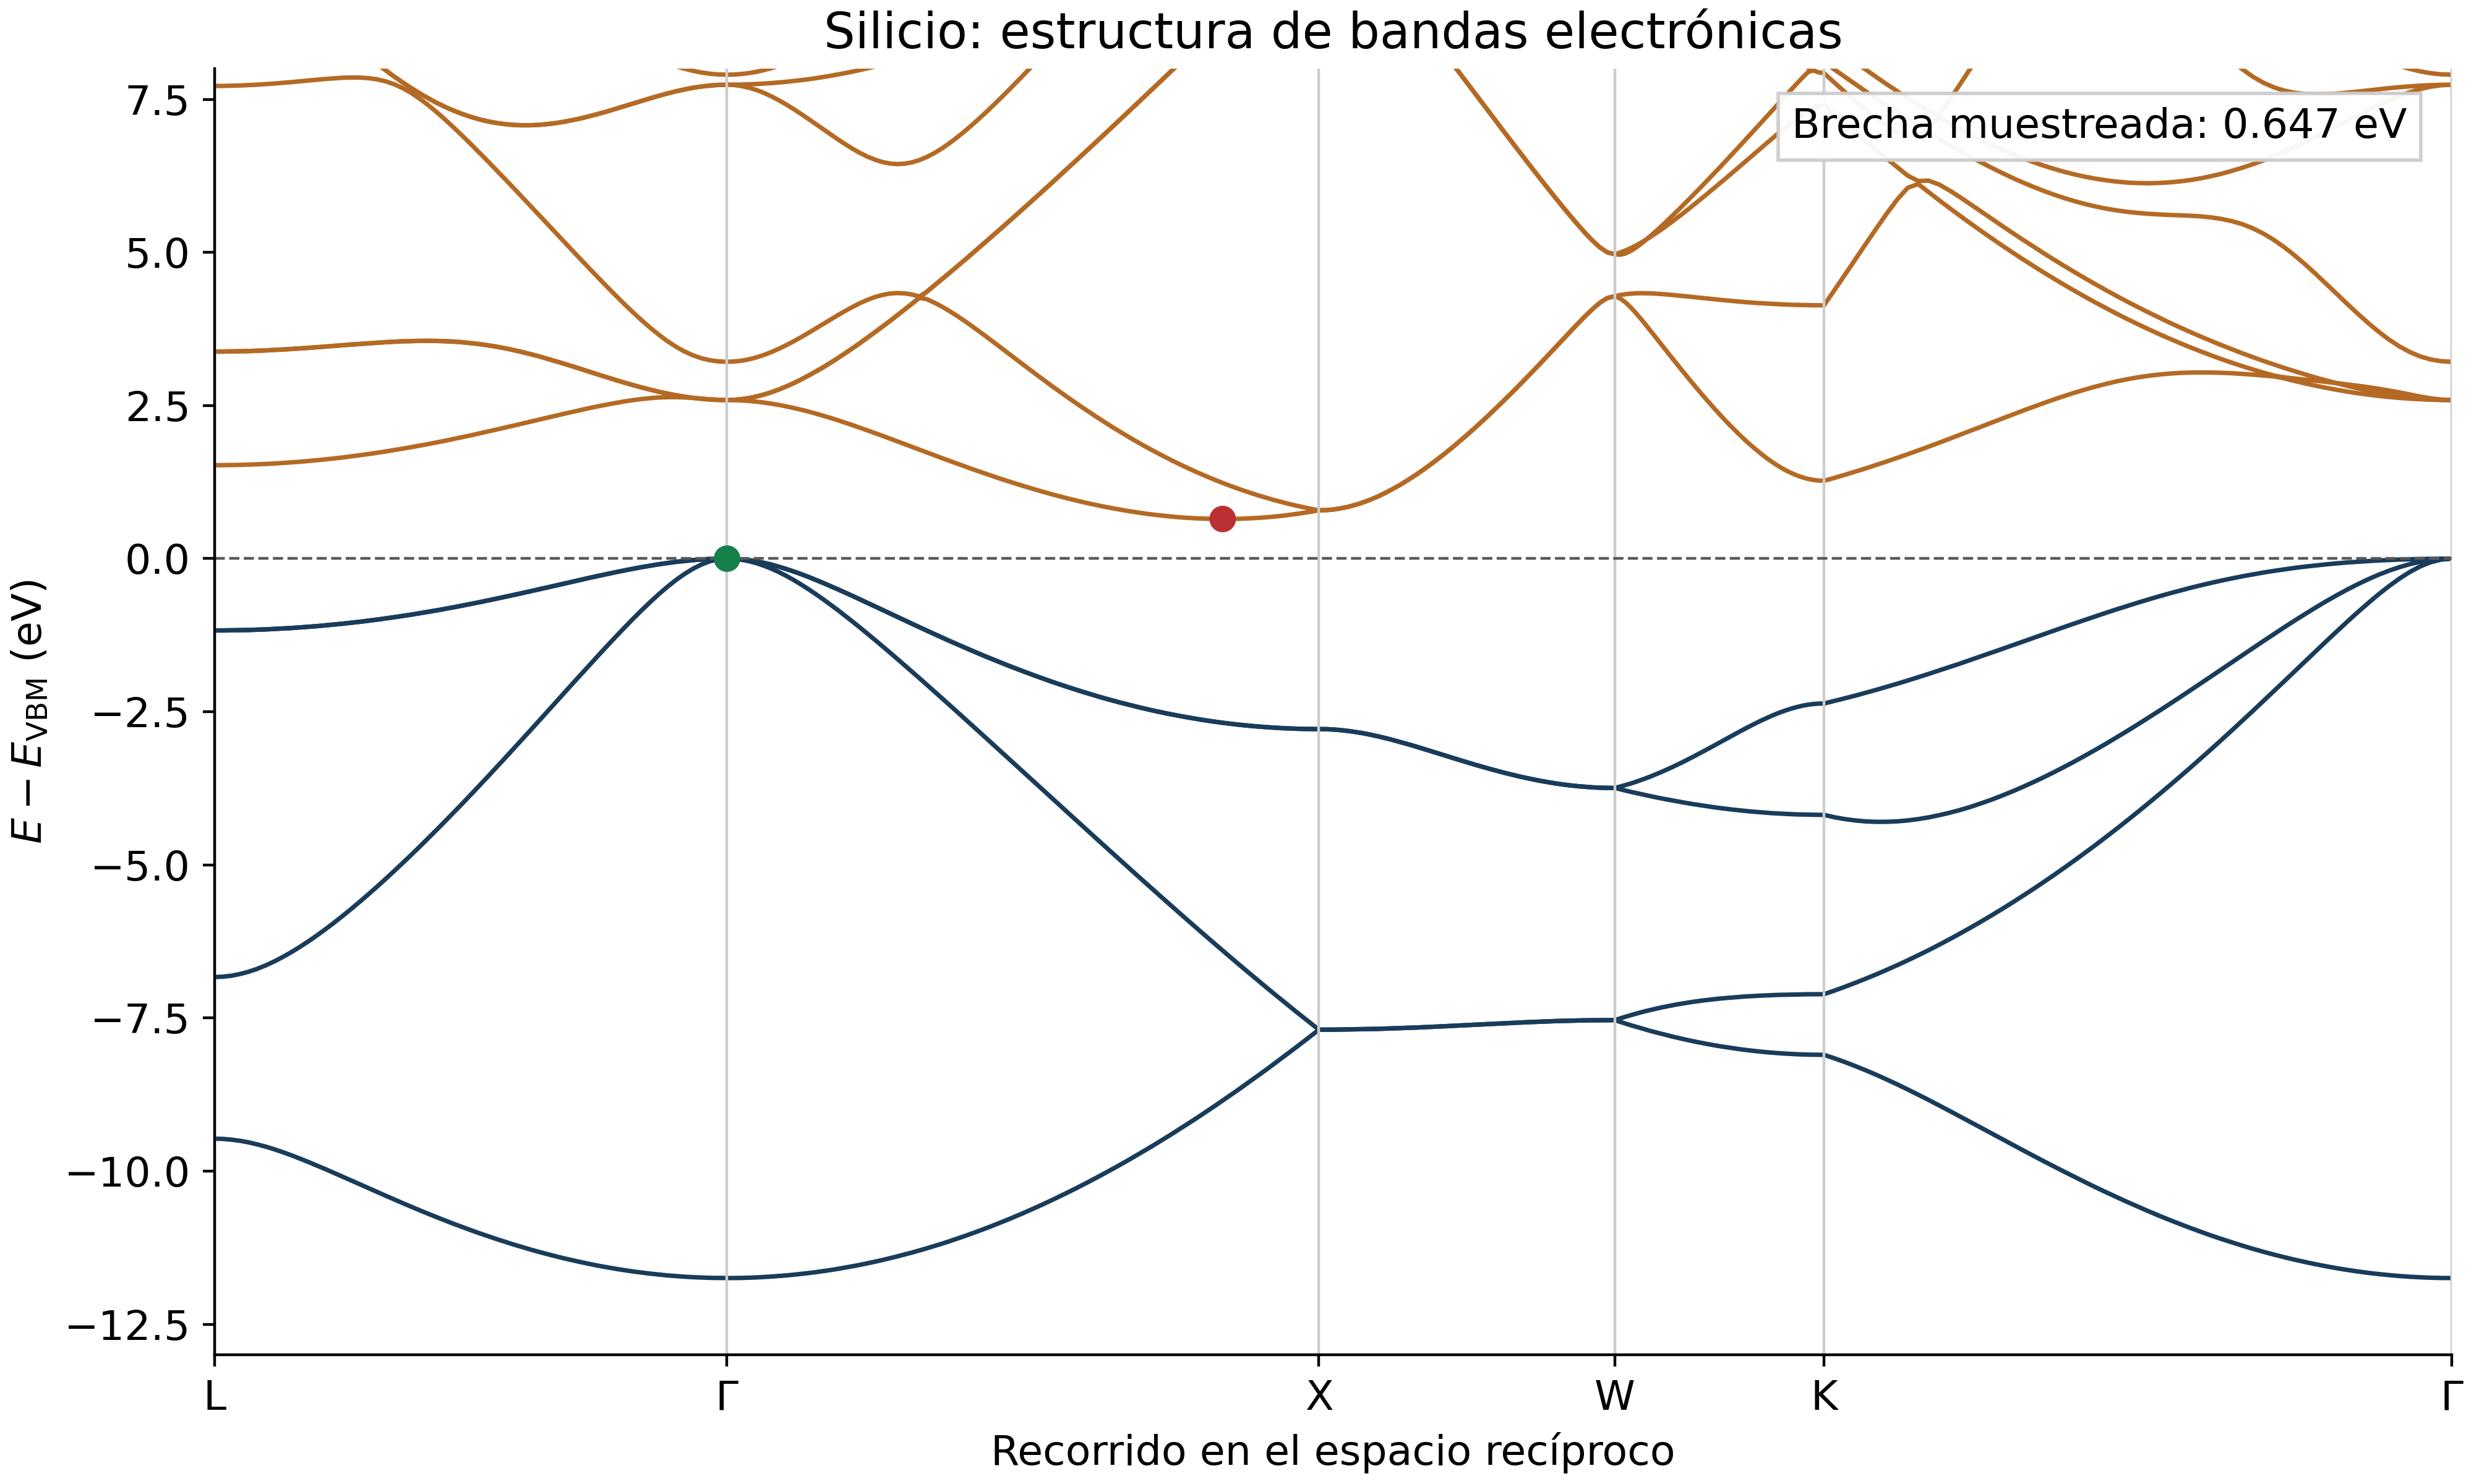 Silicio: estructura de bandas electrónicas
Brecha muestreada: 0.647 eV
7.5
5.0
2.5
0.0
−2.5
−5.0
−7.5
−10.0
−12.5
E − E_VBM (eV)
L Γ X W K Γ
Recorrido en el espacio recíproco